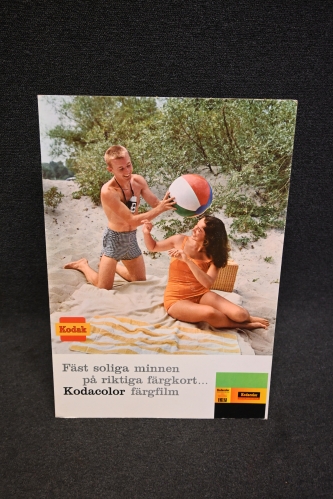 Kodak
Fäst soliga minnen
på riktiga färgkort...
Kodacolor färgfilm